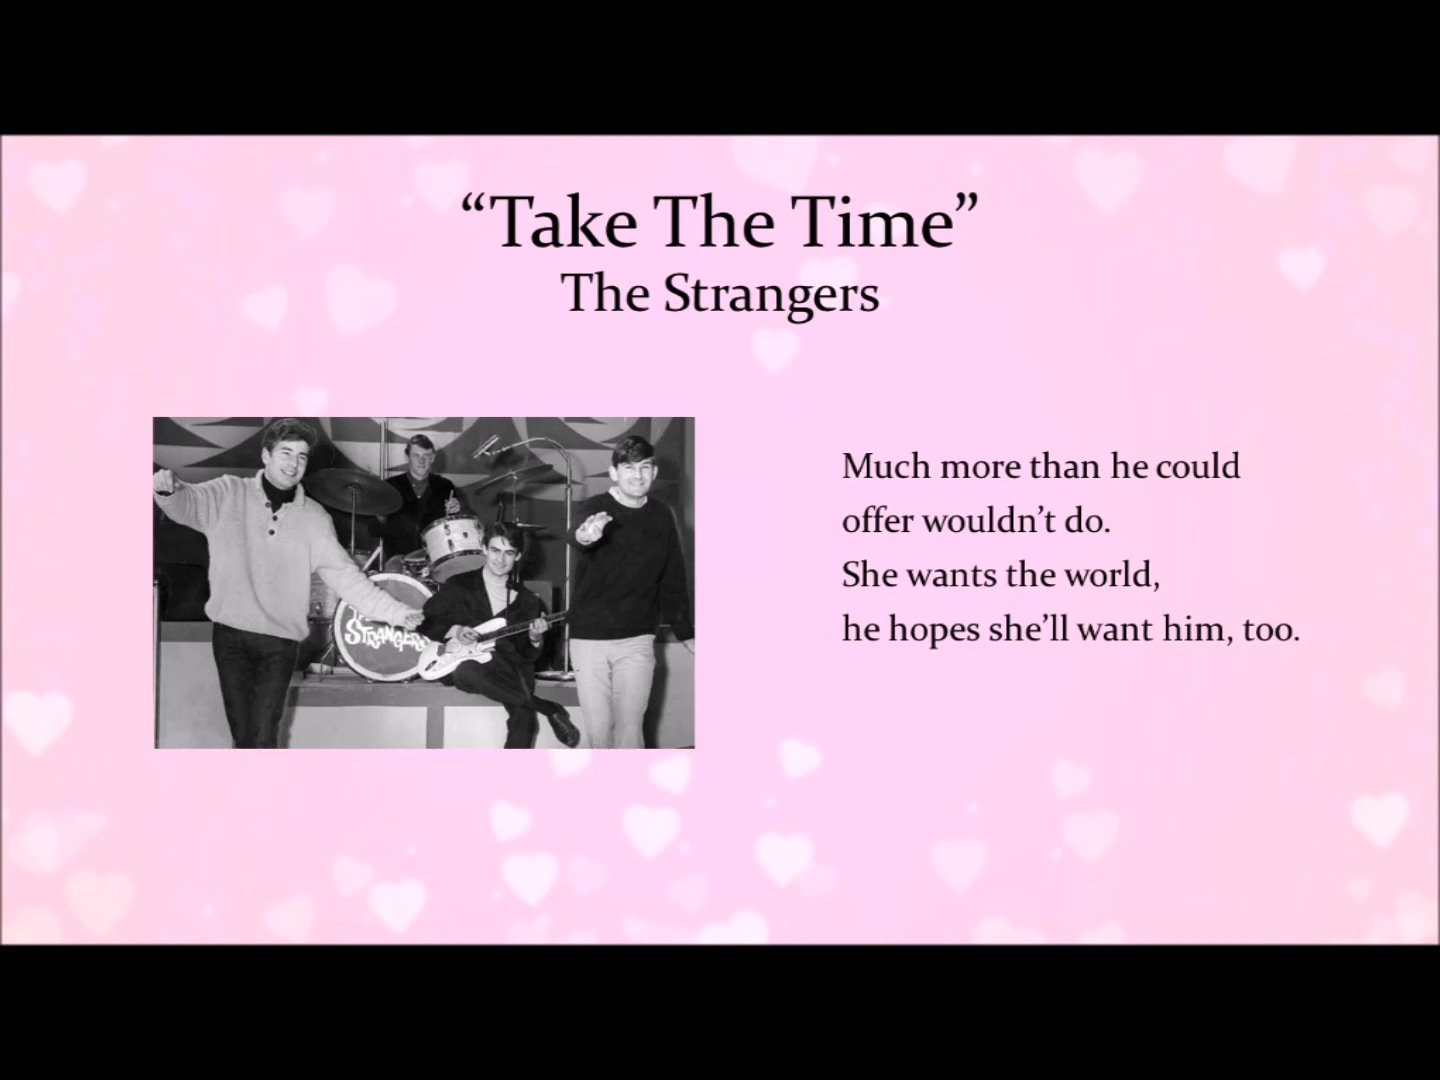 “Take The Time”
The Strangers
Much more than he could
offer wouldn’t do.
She wants the world,
he hopes she’ll want him, too.
STRANGERS